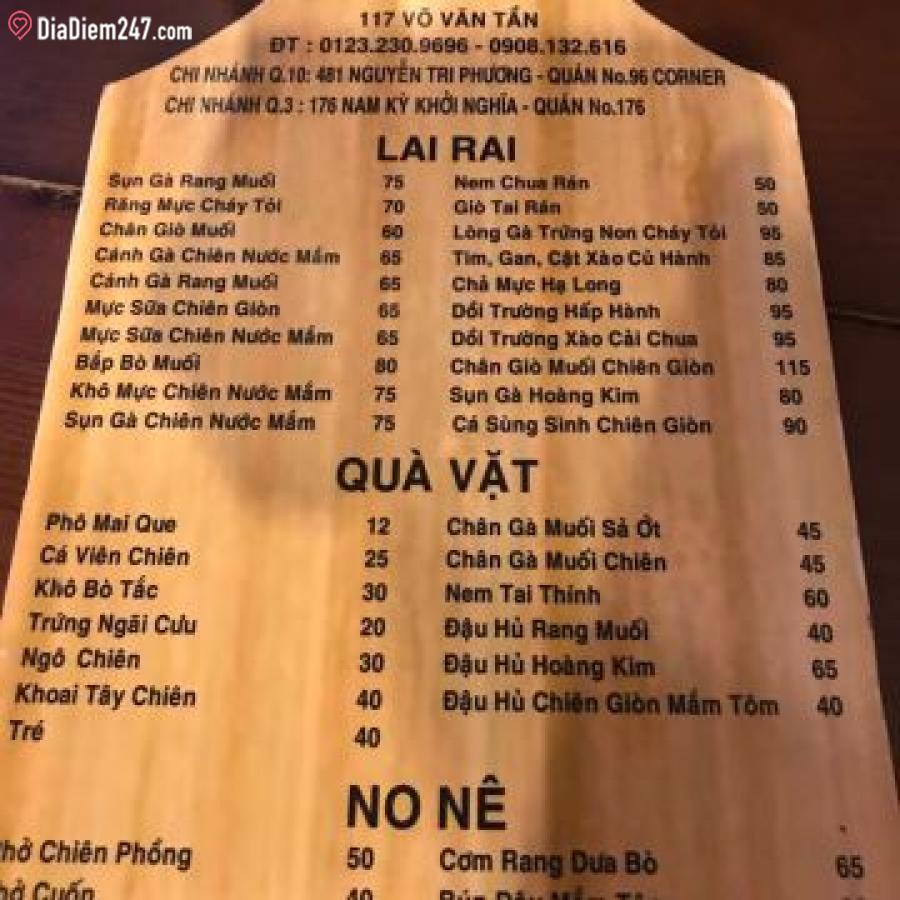 DiaDiem247.com
117 VÕ VĂN TẦN
ĐT : 0123.230.9696 - 0908.132.616
CHI NHÁNH Q.10: 481 NGUYỄN TRI PHƯƠNG - QUÁN No.96 CORNER
CHI NHÁNH Q.3 : 176 NAM KỲ KHỞI NGHĨA - QUÁN No.176
LAI RAI
Sụn Gà Rang Muối 75 Nem Chua Rán 50
Răng Mực Cháy Tỏi 70 Giò Tai Rán 50
Chân Giò Muối 60 Lòng Gà Trứng Non Cháy Tỏi 95
Cánh Gà Chiên Nước Mắm 65 Tim, Gan, Cật Xào Củ Hành 85
Cánh Gà Rang Muối 65 Chả Mực Hạ Long 80
Mực Sữa Chiên Giòn 65 Dồi Trường Hấp Hành 95
Mực Sữa Chiên Nước Mắm 65 Dồi Trường Xào Cải Chua 95
Bắp Bò Muối 80 Chân Giò Muối Chiên Giòn 115
Khô Mực Chiên Nước Mắm 75 Sụn Gà Hoàng Kim 80
Sụn Gà Chiên Nước Mắm 75 Cá Sùng Sinh Chiên Giòn 90
QUÀ VẶT
Phô Mai Que 12 Chân Gà Muối Sả Ớt 45
Cá Viên Chiên 25 Chân Gà Muối Chiên 45
Khô Bò Tắc 30 Nem Tai Thính 60
Trứng Ngãi Cưu 20 Đậu Hủ Rang Muối 40
Ngô Chiên 30 Đậu Hủ Hoàng Kim 65
Khoai Tây Chiên 40 Đậu Hủ Chiên Giòn Mắm Tôm 40
Tré 40
NO NÊ
Phở Chiên Phồng 50 Cơm Rang Dưa Bò 65
Cuốn 40 Bún Đậu Mắm Tôm